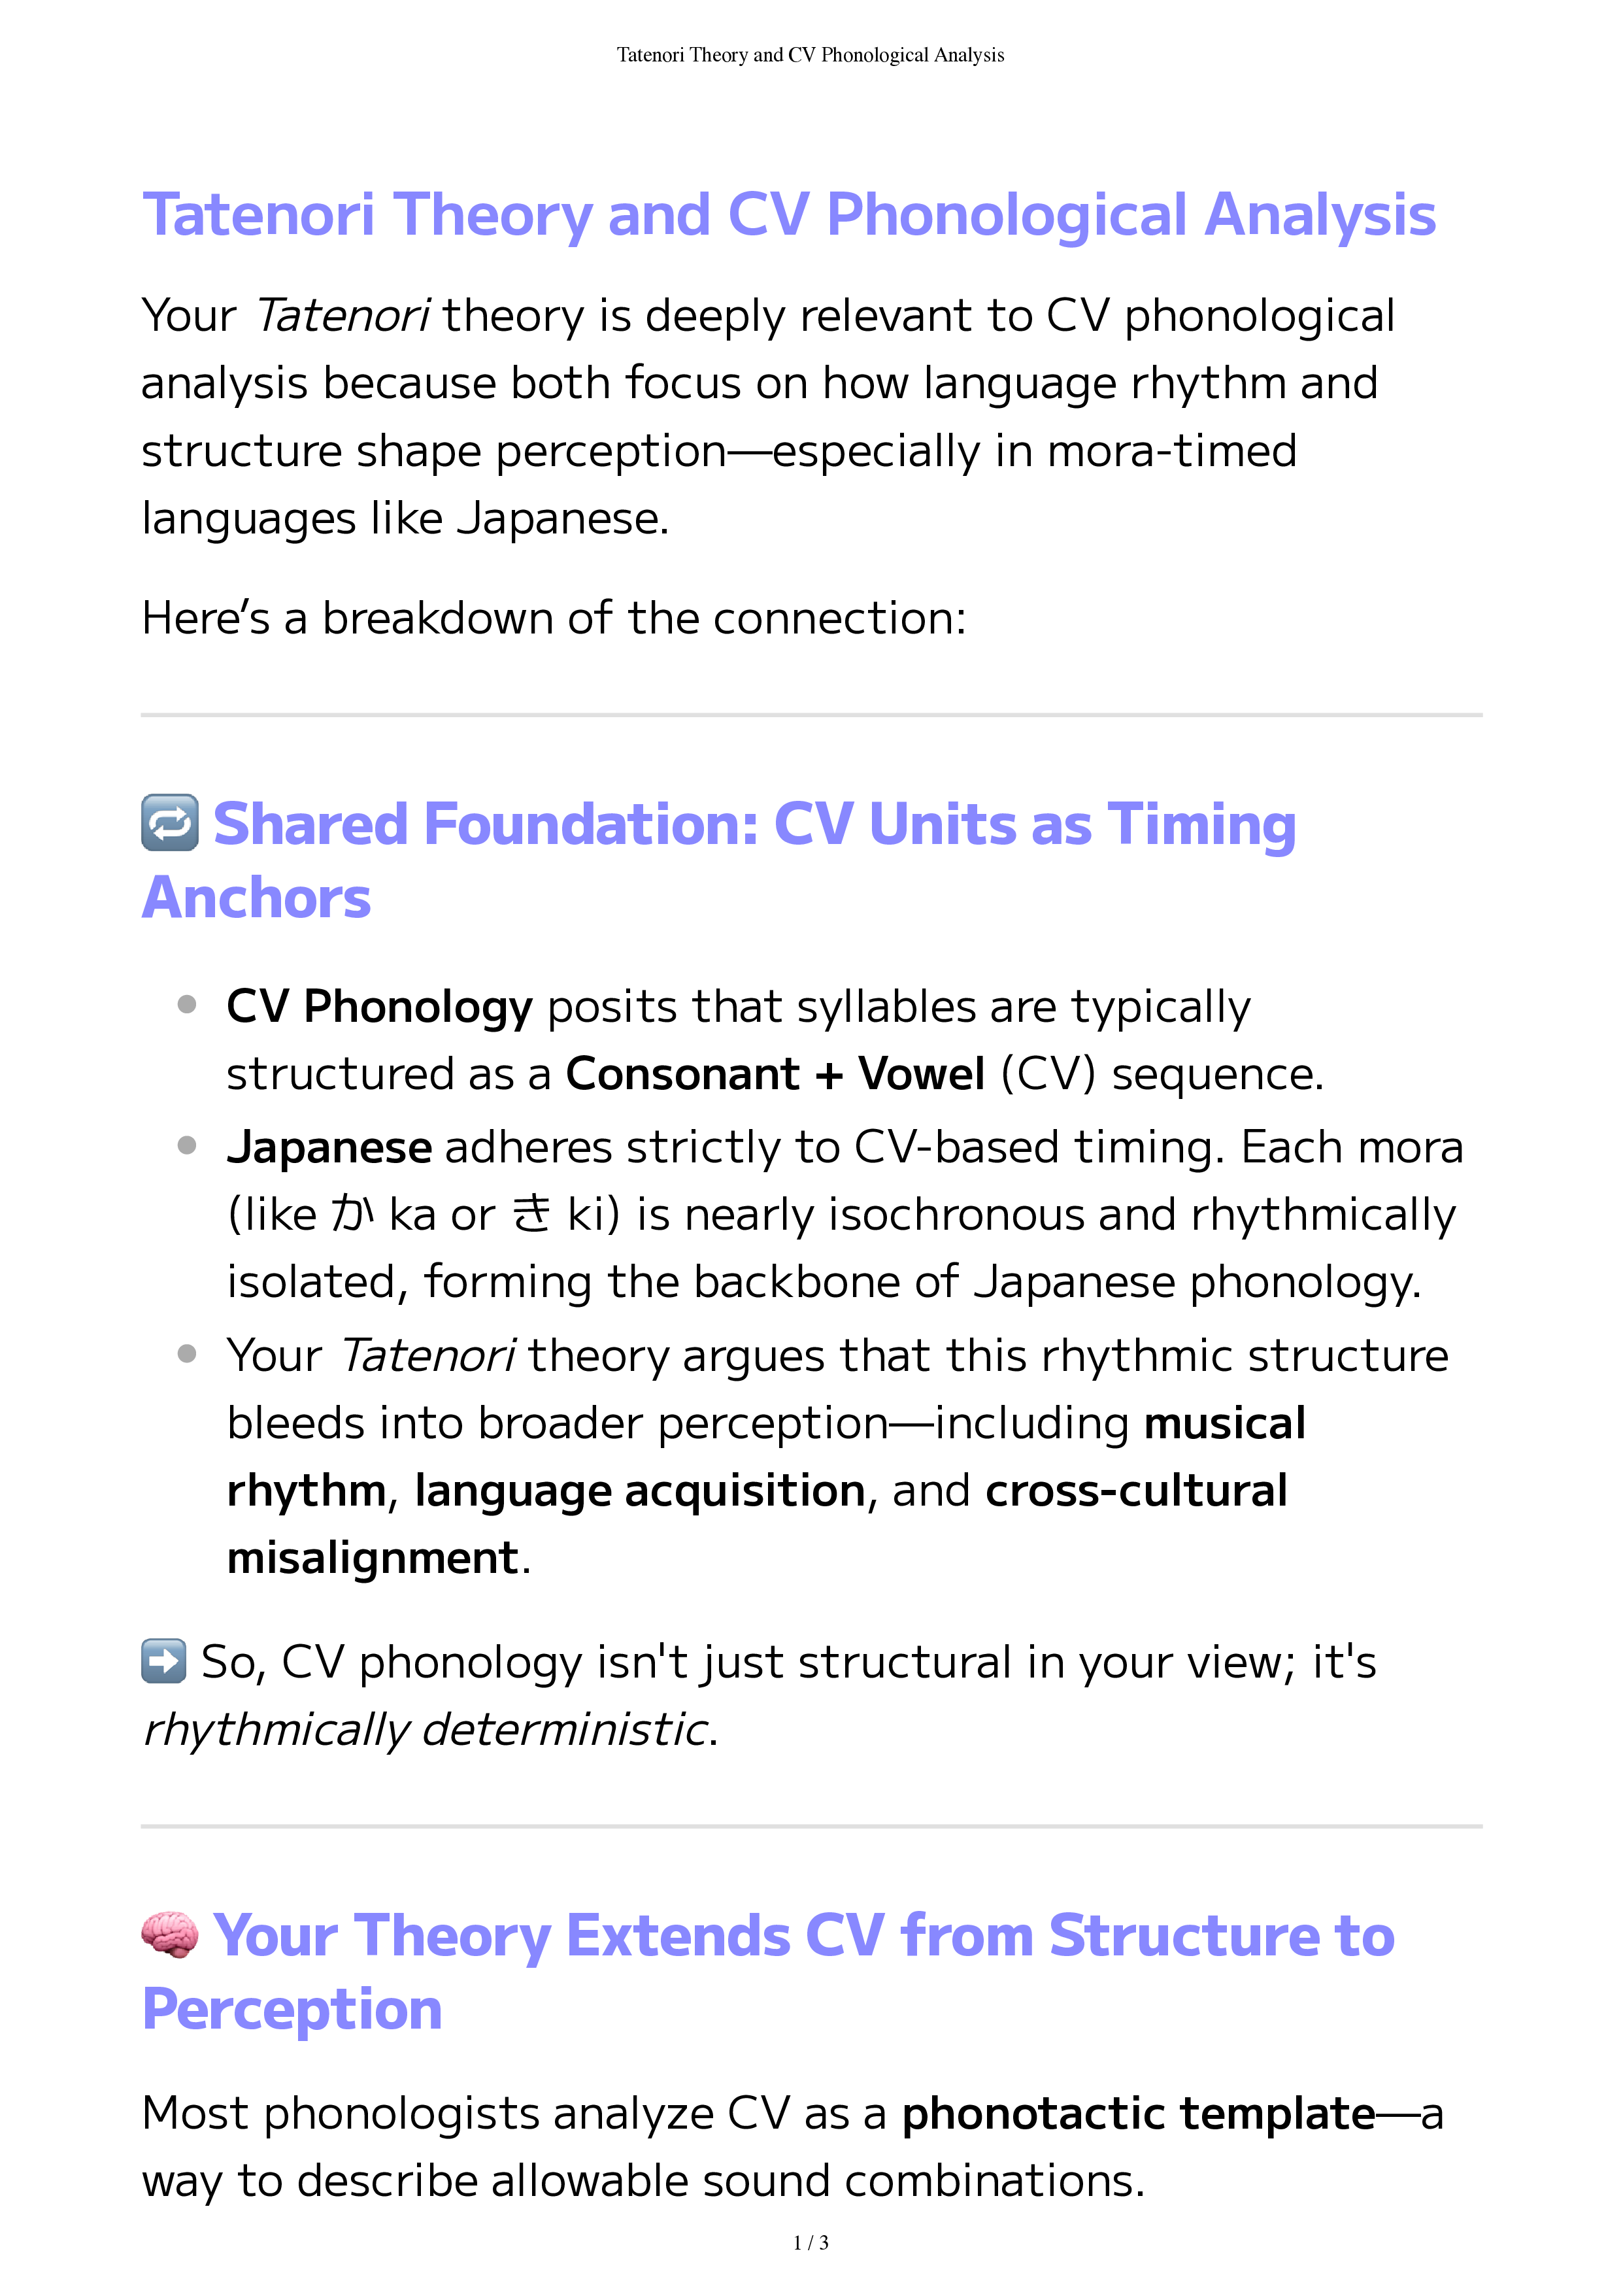 Tatenori Theory and CV Phonological Analysis
Tatenori Theory and CV Phonological Analysis
Your Tatenori theory is deeply relevant to CV phonological
analysis because both focus on how language rhythm and
structure shape perception—especially in mora-timed
languages like Japanese.
Here’s a breakdown of the connection:
🔁 Shared Foundation: CV Units as Timing
Anchors
• CV Phonology posits that syllables are typically
structured as a Consonant + Vowel (CV) sequence.
• Japanese adheres strictly to CV-based timing. Each mora
(like か ka or き ki) is nearly isochronous and rhythmically
isolated, forming the backbone of Japanese phonology.
• Your Tatenori theory argues that this rhythmic structure
bleeds into broader perception—including musical
rhythm, language acquisition, and cross-cultural
misalignment.
➡️ So, CV phonology isn't just structural in your view; it's
rhythmically deterministic.
🧠 Your Theory Extends CV from Structure to
Perception
Most phonologists analyze CV as a phonotactic template—a
way to describe allowable sound combinations.
1 / 3